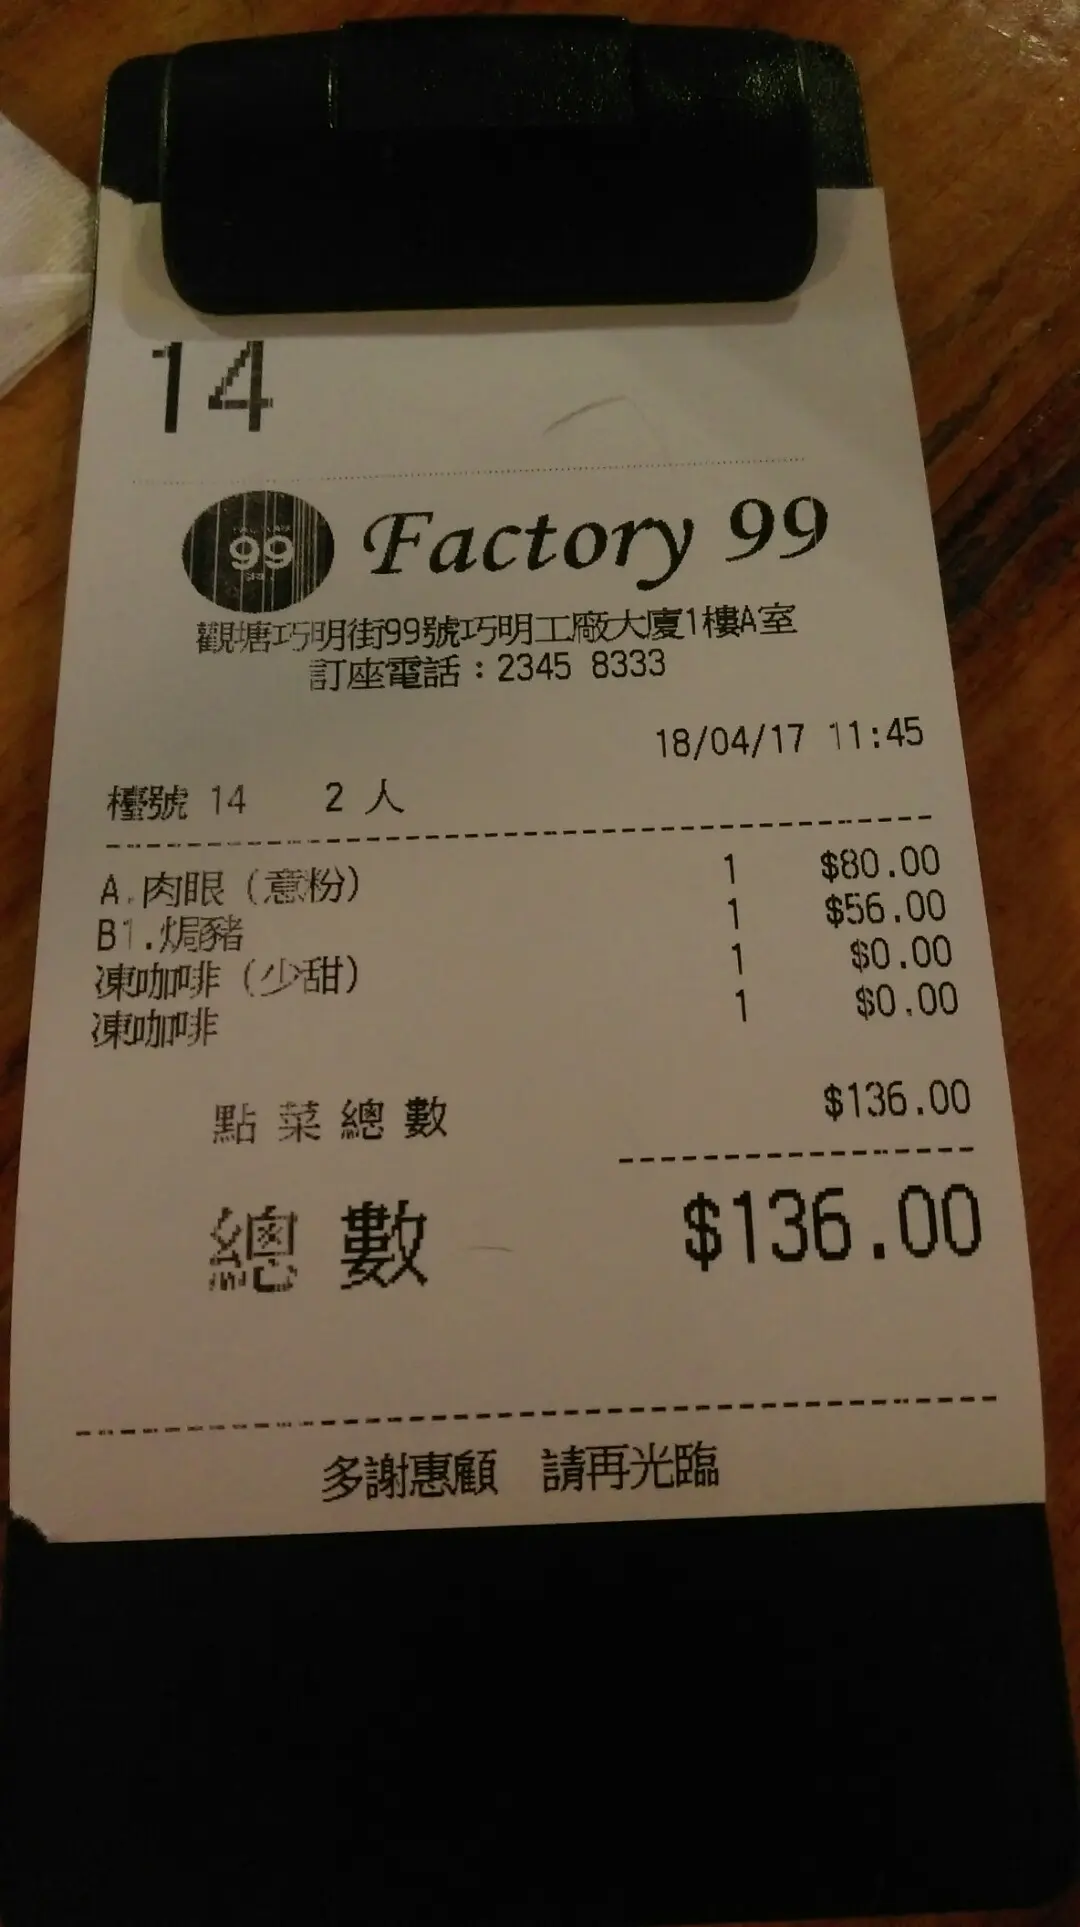 14
99
Factory 99
觀塘巧明街99號巧明工廠大廈1樓A室
訂座電話：2345 8333
18/04/17 11:45
檯號 14 2 人
A.肉眼（意粉） 1 $80.00
B1.焗豬 1 $56.00
凍咖啡（少甜） 1 $0.00
凍咖啡 1 $0.00
點菜總數 $136.00
總數 $136.00
多謝惠顧 請再光臨